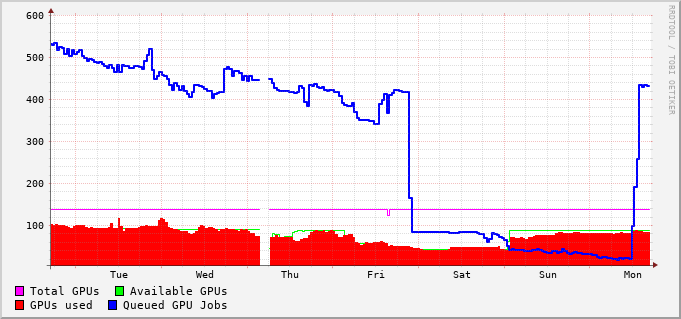 600
500
400
300
200
100
Tue Wed Thu Fri Sat Sun Mon
Total GPUs Available GPUs
GPUs used Queued GPU Jobs
RRDTOOL / TOBI OETIKER